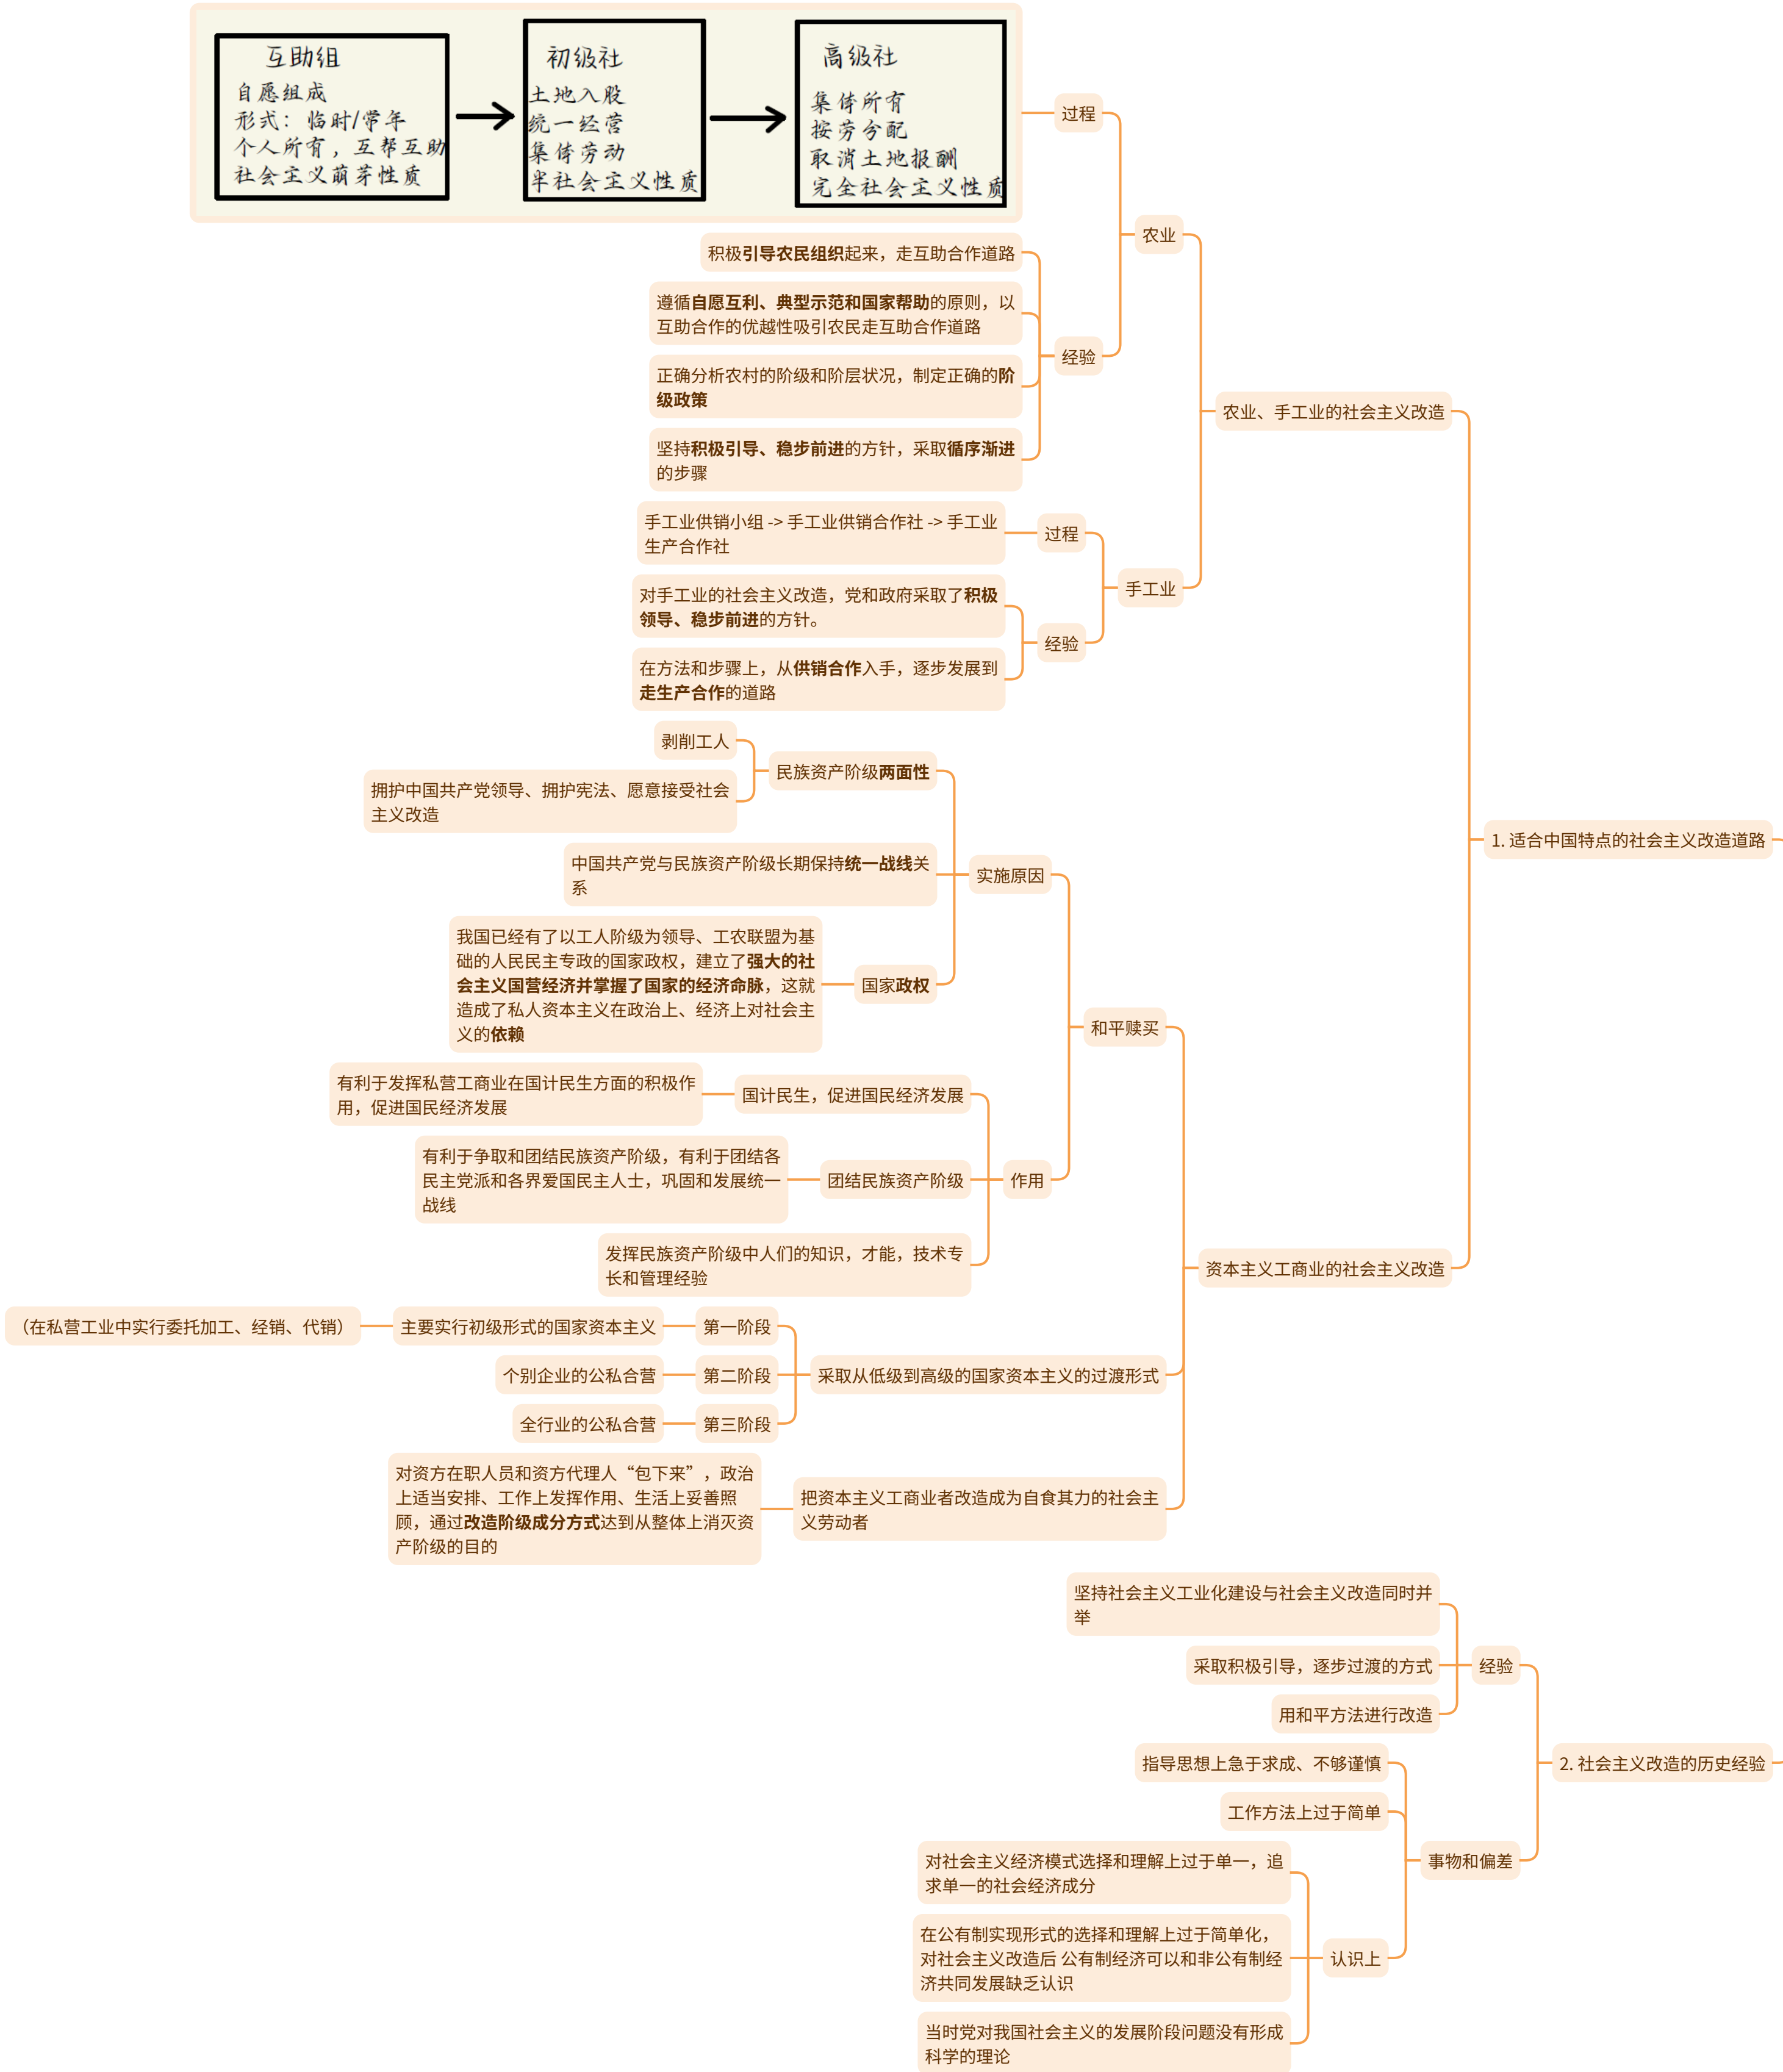 互助组
自愿组成
形式：临时/常年
个人所有，互帮互助
社会主义萌芽性质
初级社
土地入股
统一经营
集体劳动
半社会主义性质
高级社
集体所有
按劳分配
取消土地报酬
完全社会主义性质
过程
农业
积极引导农民组织起来，走互助合作道路
遵循自愿互利、典型示范和国家帮助的原则，以
互助合作的优越性吸引农民走互助合作道路
经验
正确分析农村的阶级和阶层状况，制定正确的阶
级政策
坚持积极引导、稳步前进的方针，采取循序渐进
的步骤
农业、手工业的社会主义改造
手工业供销小组 -> 手工业供销合作社 -> 手工业
生产合作社
过程
手工业
对手工业的社会主义改造，党和政府采取了积极
领导、稳步前进的方针。
经验
在方法和步骤上，从供销合作入手，逐步发展到
走生产合作的道路
剥削工人
民族资产阶级两面性
拥护中国共产党领导、拥护宪法、愿意接受社会
主义改造
1. 适合中国特点的社会主义改造道路
中国共产党与民族资产阶级长期保持统一战线关
系
实施原因
我国已经有了以工人阶级为领导、工农联盟为基
础的人民民主专政的国家政权，建立了强大的社
会主义国营经济并掌握了国家的经济命脉，这就
造成了私人资本主义在政治上、经济上对社会主
义的依赖
国家政权
和平赎买
有利于发挥私营工商业在国计民生方面的积极作
用，促进国民经济发展
国计民生，促进国民经济发展
有利于争取和团结民族资产阶级，有利于团结各
民主党派和各界爱国民主人士，巩固和发展统一
战线
团结民族资产阶级
作用
发挥民族资产阶级中人们的知识，才能，技术专
长和管理经验
资本主义工商业的社会主义改造
（在私营工业中实行委托加工、经销、代销）
主要实行初级形式的国家资本主义
第一阶段
个别企业的公私合营
第二阶段
采取从低级到高级的国家资本主义的过渡形式
全行业的公私合营
第三阶段
对资方在职人员和资方代理人“包下来”，政治
上适当安排、工作上发挥作用、生活上妥善照
顾，通过改造阶级成分方式达到从整体上消灭资
产阶级的目的
把资本主义工商业者改造成为自食其力的社会主
义劳动者
坚持社会主义工业化建设与社会主义改造同时并
举
采取积极引导，逐步过渡的方式
经验
用和平方法进行改造
2. 社会主义改造的历史经验
指导思想上急于求成、不够谨慎
工作方法上过于简单
事物和偏差
对社会主义经济模式选择和理解上过于单一，追
求单一的社会经济成分
在公有制实现形式的选择和理解上过于简单化，
对社会主义改造后 公有制经济可以和非公有制经
济共同发展缺乏认识
认识上
当时党对我国社会主义的发展阶段问题没有形成
科学的理论